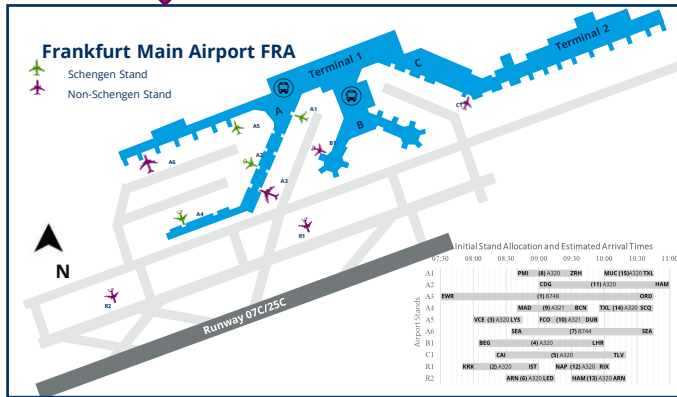 Frankfurt Main Airport FRA
Schengen Stand
Non-Schengen Stand
Terminal 1
Terminal 2
A
B
C
A1
A5
A2
A6
A3
A4
B1
C1
R1
R2
N
Runway 07C/25C
Initial Stand Allocation and Estimated Arrival Times
07:30 08:00 08:30 09:00 09:30 10:00 10:30 11:00
Airport Stands
A1 PMI (8) A320 ZRH MUC (15)A320 TXL
A2 CDG (11) A320 HAM
A3 EWR (1) B748 ORD
A4 MAD (9) A321 BCN TXL (14) A320 SCQ
A5 VCE (3) A320 LYS FCO (10) A321 DUB
A6 SEA (7) B744 SEA
B1 BEG (4) A320 LHR
C1 CAI (5) A320 TLV
R1 KRK (2) A320 IST NAP (12) A320 RIX
R2 ARN (6) A320 LED HAM (13) A320 ARN